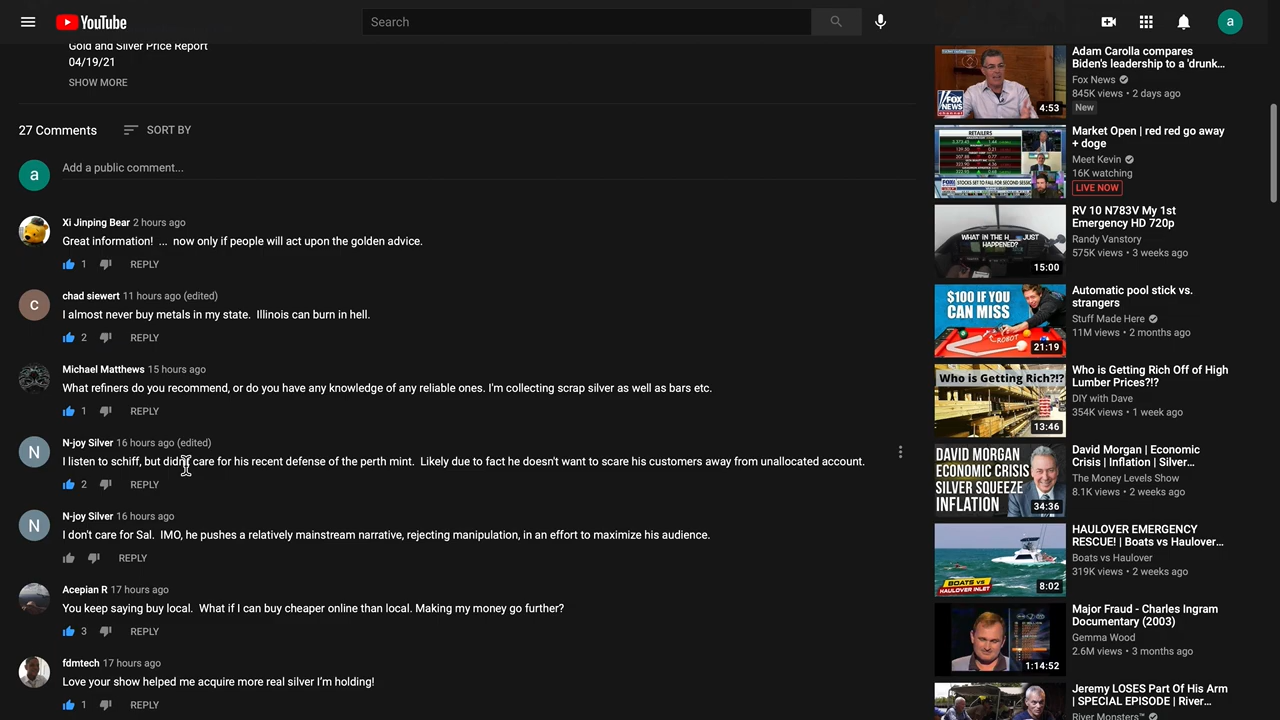 YouTube
Search
a
Gold and Silver Price Report
04/19/21
SHOW MORE
27 Comments
SORT BY
a
Add a public comment...
Xi Jinping Bear 2 hours ago
Great information! ... now only if people will act upon the golden advice.
1
REPLY
C
chad siewert 11 hours ago (edited)
I almost never buy metals in my state. Illinois can burn in hell.
2
REPLY
Michael Matthews 15 hours ago
What refiners do you recommend, or do you have any knowledge of any reliable ones. I'm collecting scrap silver as well as bars etc.
1
REPLY
N
N-joy Silver 16 hours ago (edited)
I listen to schiff, but didn't care for his recent defense of the perth mint. Likely due to fact he doesn't want to scare his customers away from unallocated account.
2
REPLY
N
N-joy Silver 16 hours ago
I don't care for Sal. IMO, he pushes a relatively mainstream narrative, rejecting manipulation, in an effort to maximize his audience.
REPLY
Acepian R 17 hours ago
You keep saying buy local. What if I can buy cheaper online than local. Making my money go further?
3
REPLY
fdmtech 17 hours ago
Love your show helped me acquire more real silver I'm holding!
1
REPLY
FOX NEWS
4:53
Adam Carolla compares
Biden's leadership to a 'drunk...
Fox News
845K views • 2 days ago
New
RETAILERS
STOCKS SET TO FALL FOR SECOND SESSI
Market Open | red red go away
+ doge
Meet Kevin
16K watching
LIVE NOW
WHAT IN THE H__ JUST
HAPPENED?
15:00
RV 10 N783V My 1st
Emergency HD 720p
Randy Vanstory
575K views • 3 weeks ago
$100 IF YOU
CAN MISS
ROBOT
21:19
Automatic pool stick vs.
strangers
Stuff Made Here
11M views • 2 months ago
Who is Getting Rich?!?
13:46
Who is Getting Rich Off of High
Lumber Prices?!?
DIY with Dave
354K views • 1 week ago
DAVID MORGAN
ECONOMIC CRISIS
SILVER SQUEEZE
INFLATION
34:36
David Morgan | Economic
Crisis | Inflation | Silver...
The Money Levels Show
8.1K views • 2 weeks ago
BOATS VS
HAULOVER INLET
8:02
HAULOVER EMERGENCY
RESCUE! | Boats vs Haulover...
Boats vs Haulover
319K views • 2 weeks ago
1:14:52
Major Fraud - Charles Ingram
Documentary (2003)
Gemma Wood
2.6M views • 3 months ago
Jeremy LOSES Part Of His Arm
| SPECIAL EPISODE | River...
River Monsters™